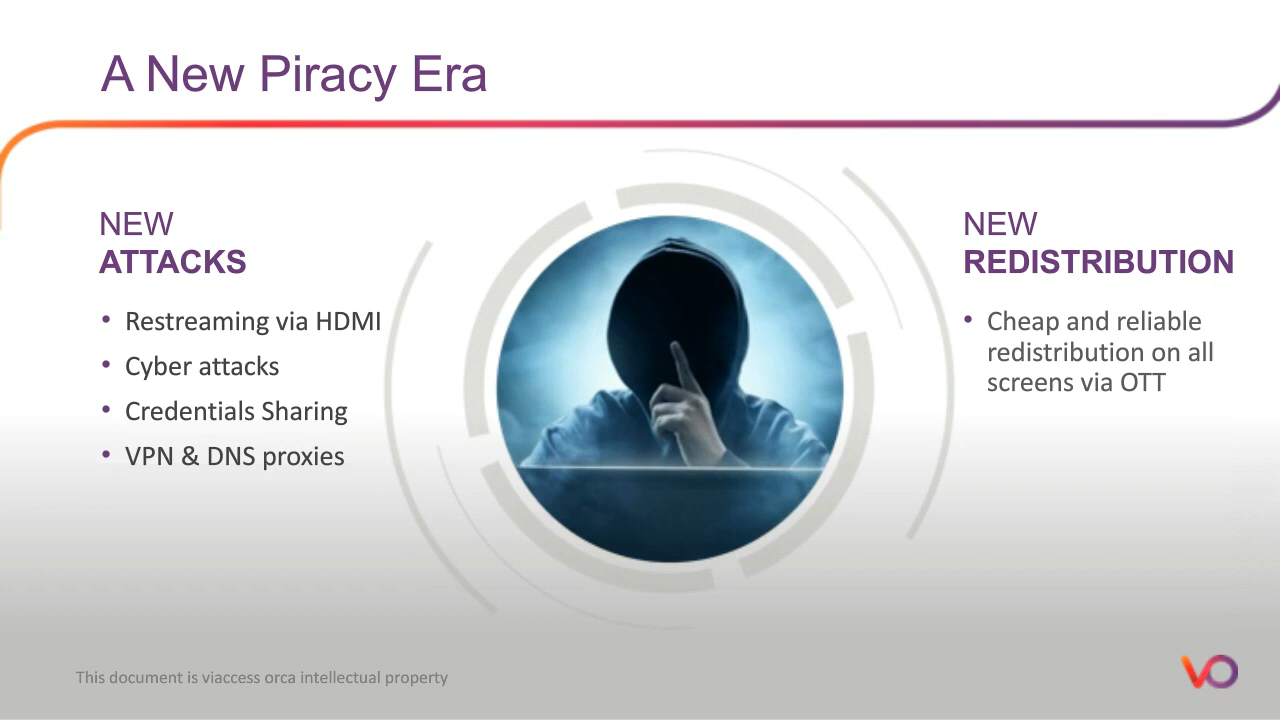 A New Piracy Era
NEW
ATTACKS
• Restreaming via HDMI
• Cyber attacks
• Credentials Sharing
• VPN & DNS proxies
NEW
REDISTRIBUTION
• Cheap and reliable
redistribution on all
screens via OTT
This document is viaccess orca intellectual property
VO